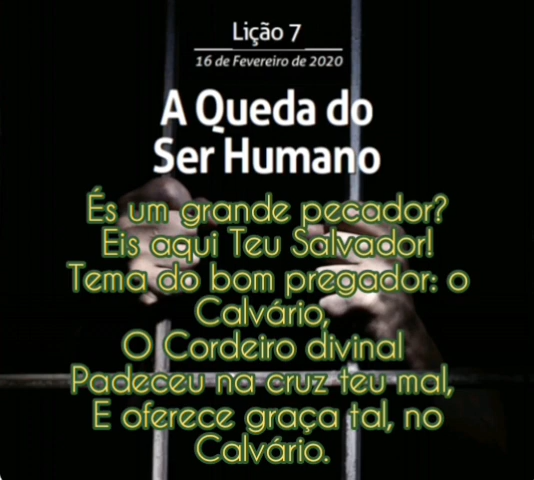 Lição 7
16 de Fevereiro de 2020
A Queda do
Ser Humano
És um grande pecador?
Eis aqui Teu Salvador!
Tema do bom pregador: o
Calvário,
O Cordeiro divinal
Padeceu na cruz teu mal,
E oferece graça tal, no
Calvário.